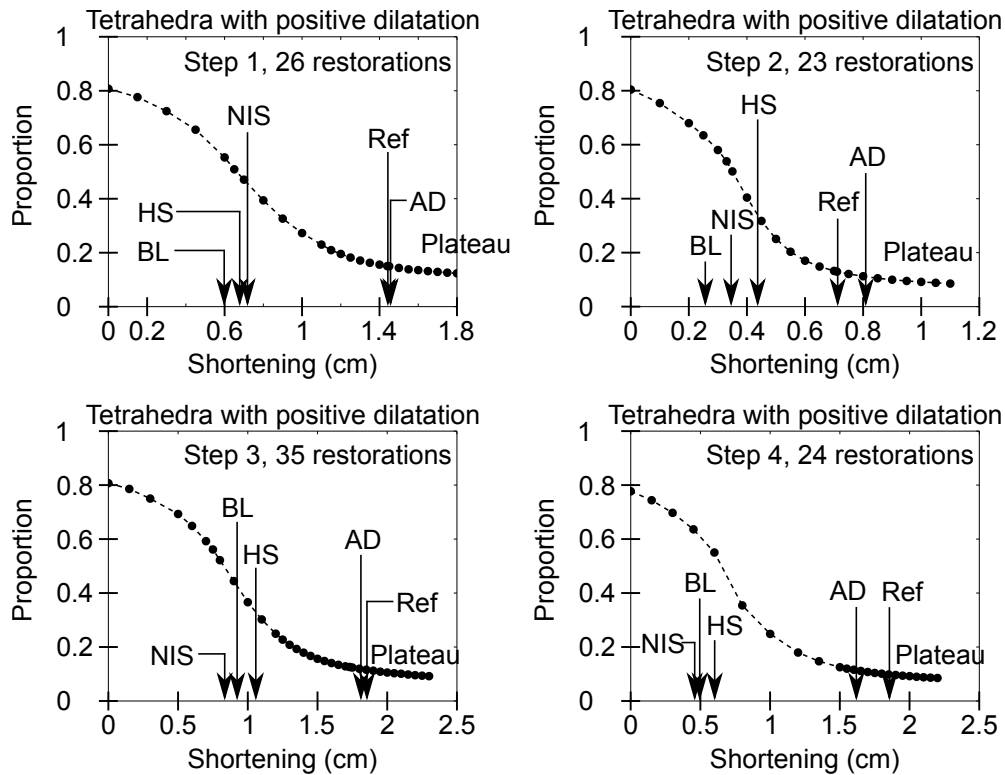 Tetrahedra with positive dilatation
1
Step 1, 26 restorations
0.8
NIS
0.6
Ref
Proportion
0.4
HS
AD
0.2
BL
Plateau
0
0 0.2 0.6 1 1.4 1.8
Shortening (cm)
Tetrahedra with positive dilatation
1
Step 2, 23 restorations
0.8
HS
0.6
AD
Proportion
0.4
NIS
Ref
0.2
BL
Plateau
0
0 0.2 0.4 0.6 0.8 1 1.2
Shortening (cm)
Tetrahedra with positive dilatation
1
Step 3, 35 restorations
0.8
BL
0.6
HS
AD
Proportion
0.4
Ref
0.2
NIS
Plateau
0
0 0.5 1 1.5 2 2.5
Shortening (cm)
Tetrahedra with positive dilatation
1
Step 4, 24 restorations
0.8
0.6
Proportion
0.4
BL
AD
Ref
HS
0.2
NIS
Plateau
0
0 0.5 1 1.5 2 2.5
Shortening (cm)